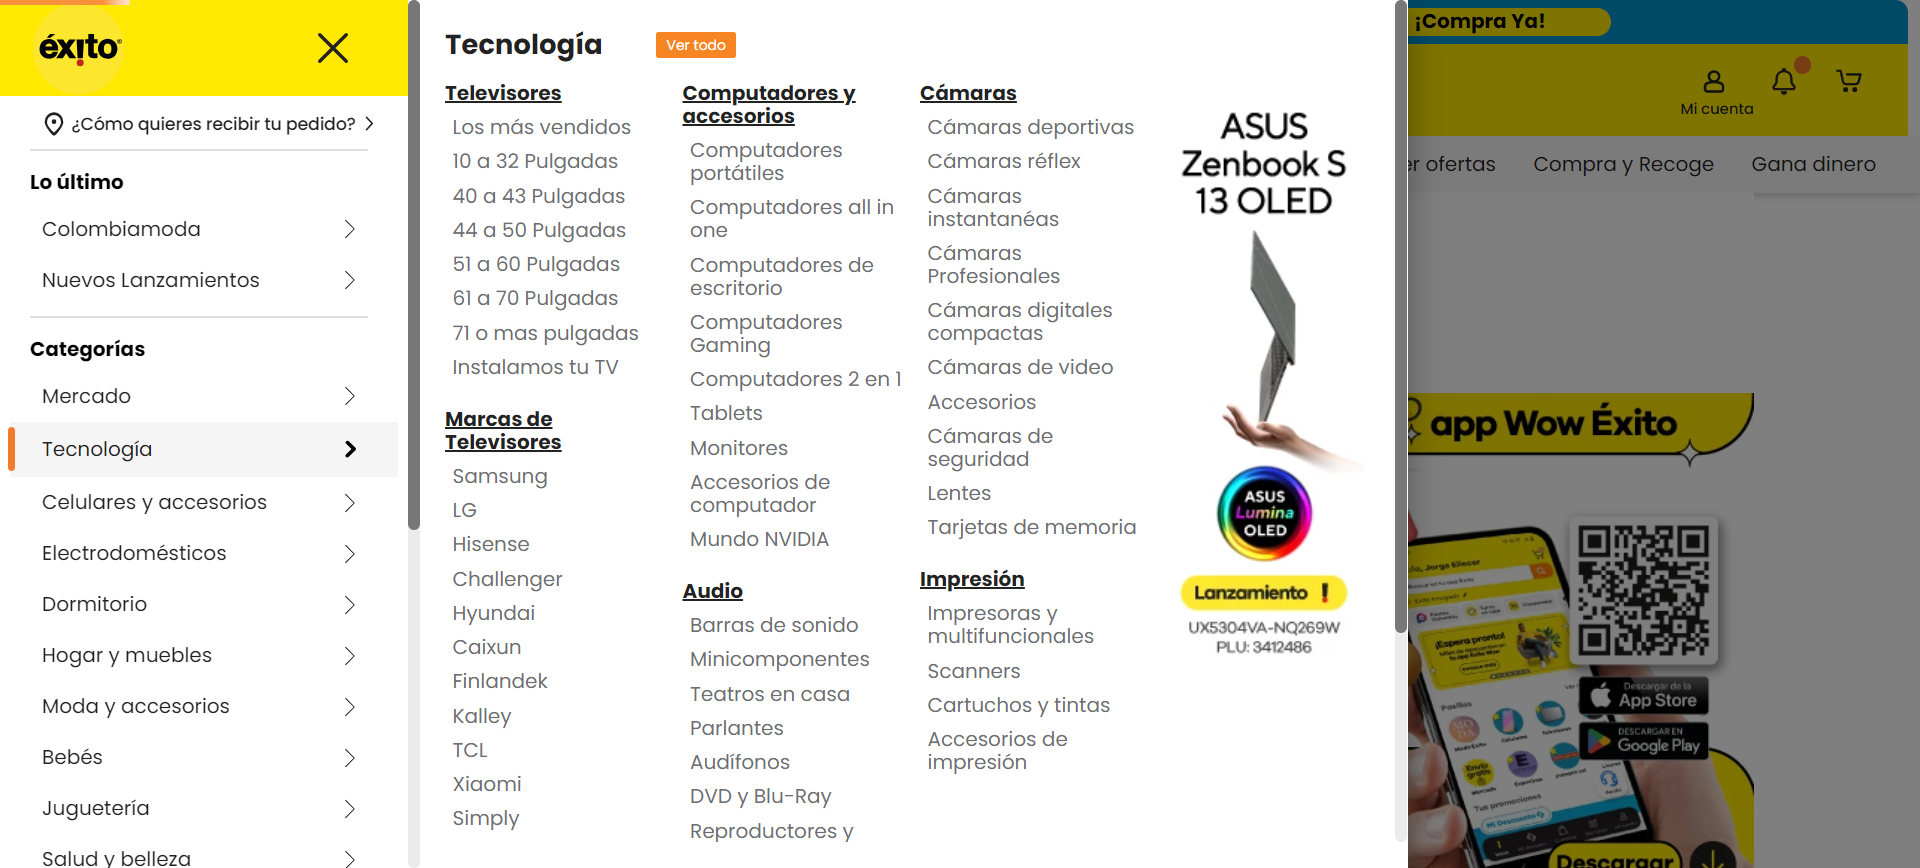 éxito
¿Cómo quieres recibir tu pedido?
Lo último
Colombiamoda
Nuevos Lanzamientos
Categorías
Mercado
Tecnología
Celulares y accesorios
Electrodomésticos
Dormitorio
Hogar y muebles
Moda y accesorios
Bebés
Juguetería
Salud y belleza
Tecnología
Ver todo
Televisores
Los más vendidos
10 a 32 Pulgadas
40 a 43 Pulgadas
44 a 50 Pulgadas
51 a 60 Pulgadas
61 a 70 Pulgadas
71 o mas pulgadas
Instalamos tu TV
Marcas de
Televisores
Samsung
LG
Hisense
Challenger
Hyundai
Caixun
Finlandek
Kalley
TCL
Xiaomi
Simply
Computadores y
accesorios
Computadores
portátiles
Computadores all in
one
Computadores de
escritorio
Computadores
Gaming
Computadores 2 en 1
Tablets
Monitores
Accesorios de
computador
Mundo NVIDIA
Audio
Barras de sonido
Minicomponentes
Teatros en casa
Parlantes
Audífonos
DVD y Blu-Ray
Reproductores y
Cámaras
Cámaras deportivas
Cámaras réflex
Cámaras
instantanéas
Cámaras
Profesionales
Cámaras digitales
compactas
Cámaras de video
Accesorios
Cámaras de
seguridad
Lentes
Tarjetas de memoria
Impresión
Impresoras y
multifuncionales
Scanners
Cartuchos y tintas
Accesorios de
impresión
ASUS
Zenbook S
13 OLED
ASUS
Lumina
OLED
Lanzamiento !
UX5304VA-NQ269W
PLU: 3412486
¡Compra Ya!
Mi cuenta
er ofertas
Compra y Recoge
Gana dinero
app Wow Éxito
Jorge Eliecer
¡Espera pronto!
Pasillos
Tus promociones
Mi Descuento
Descargar de la
App Store
DESCARGAR EN
Google Play
Descargar